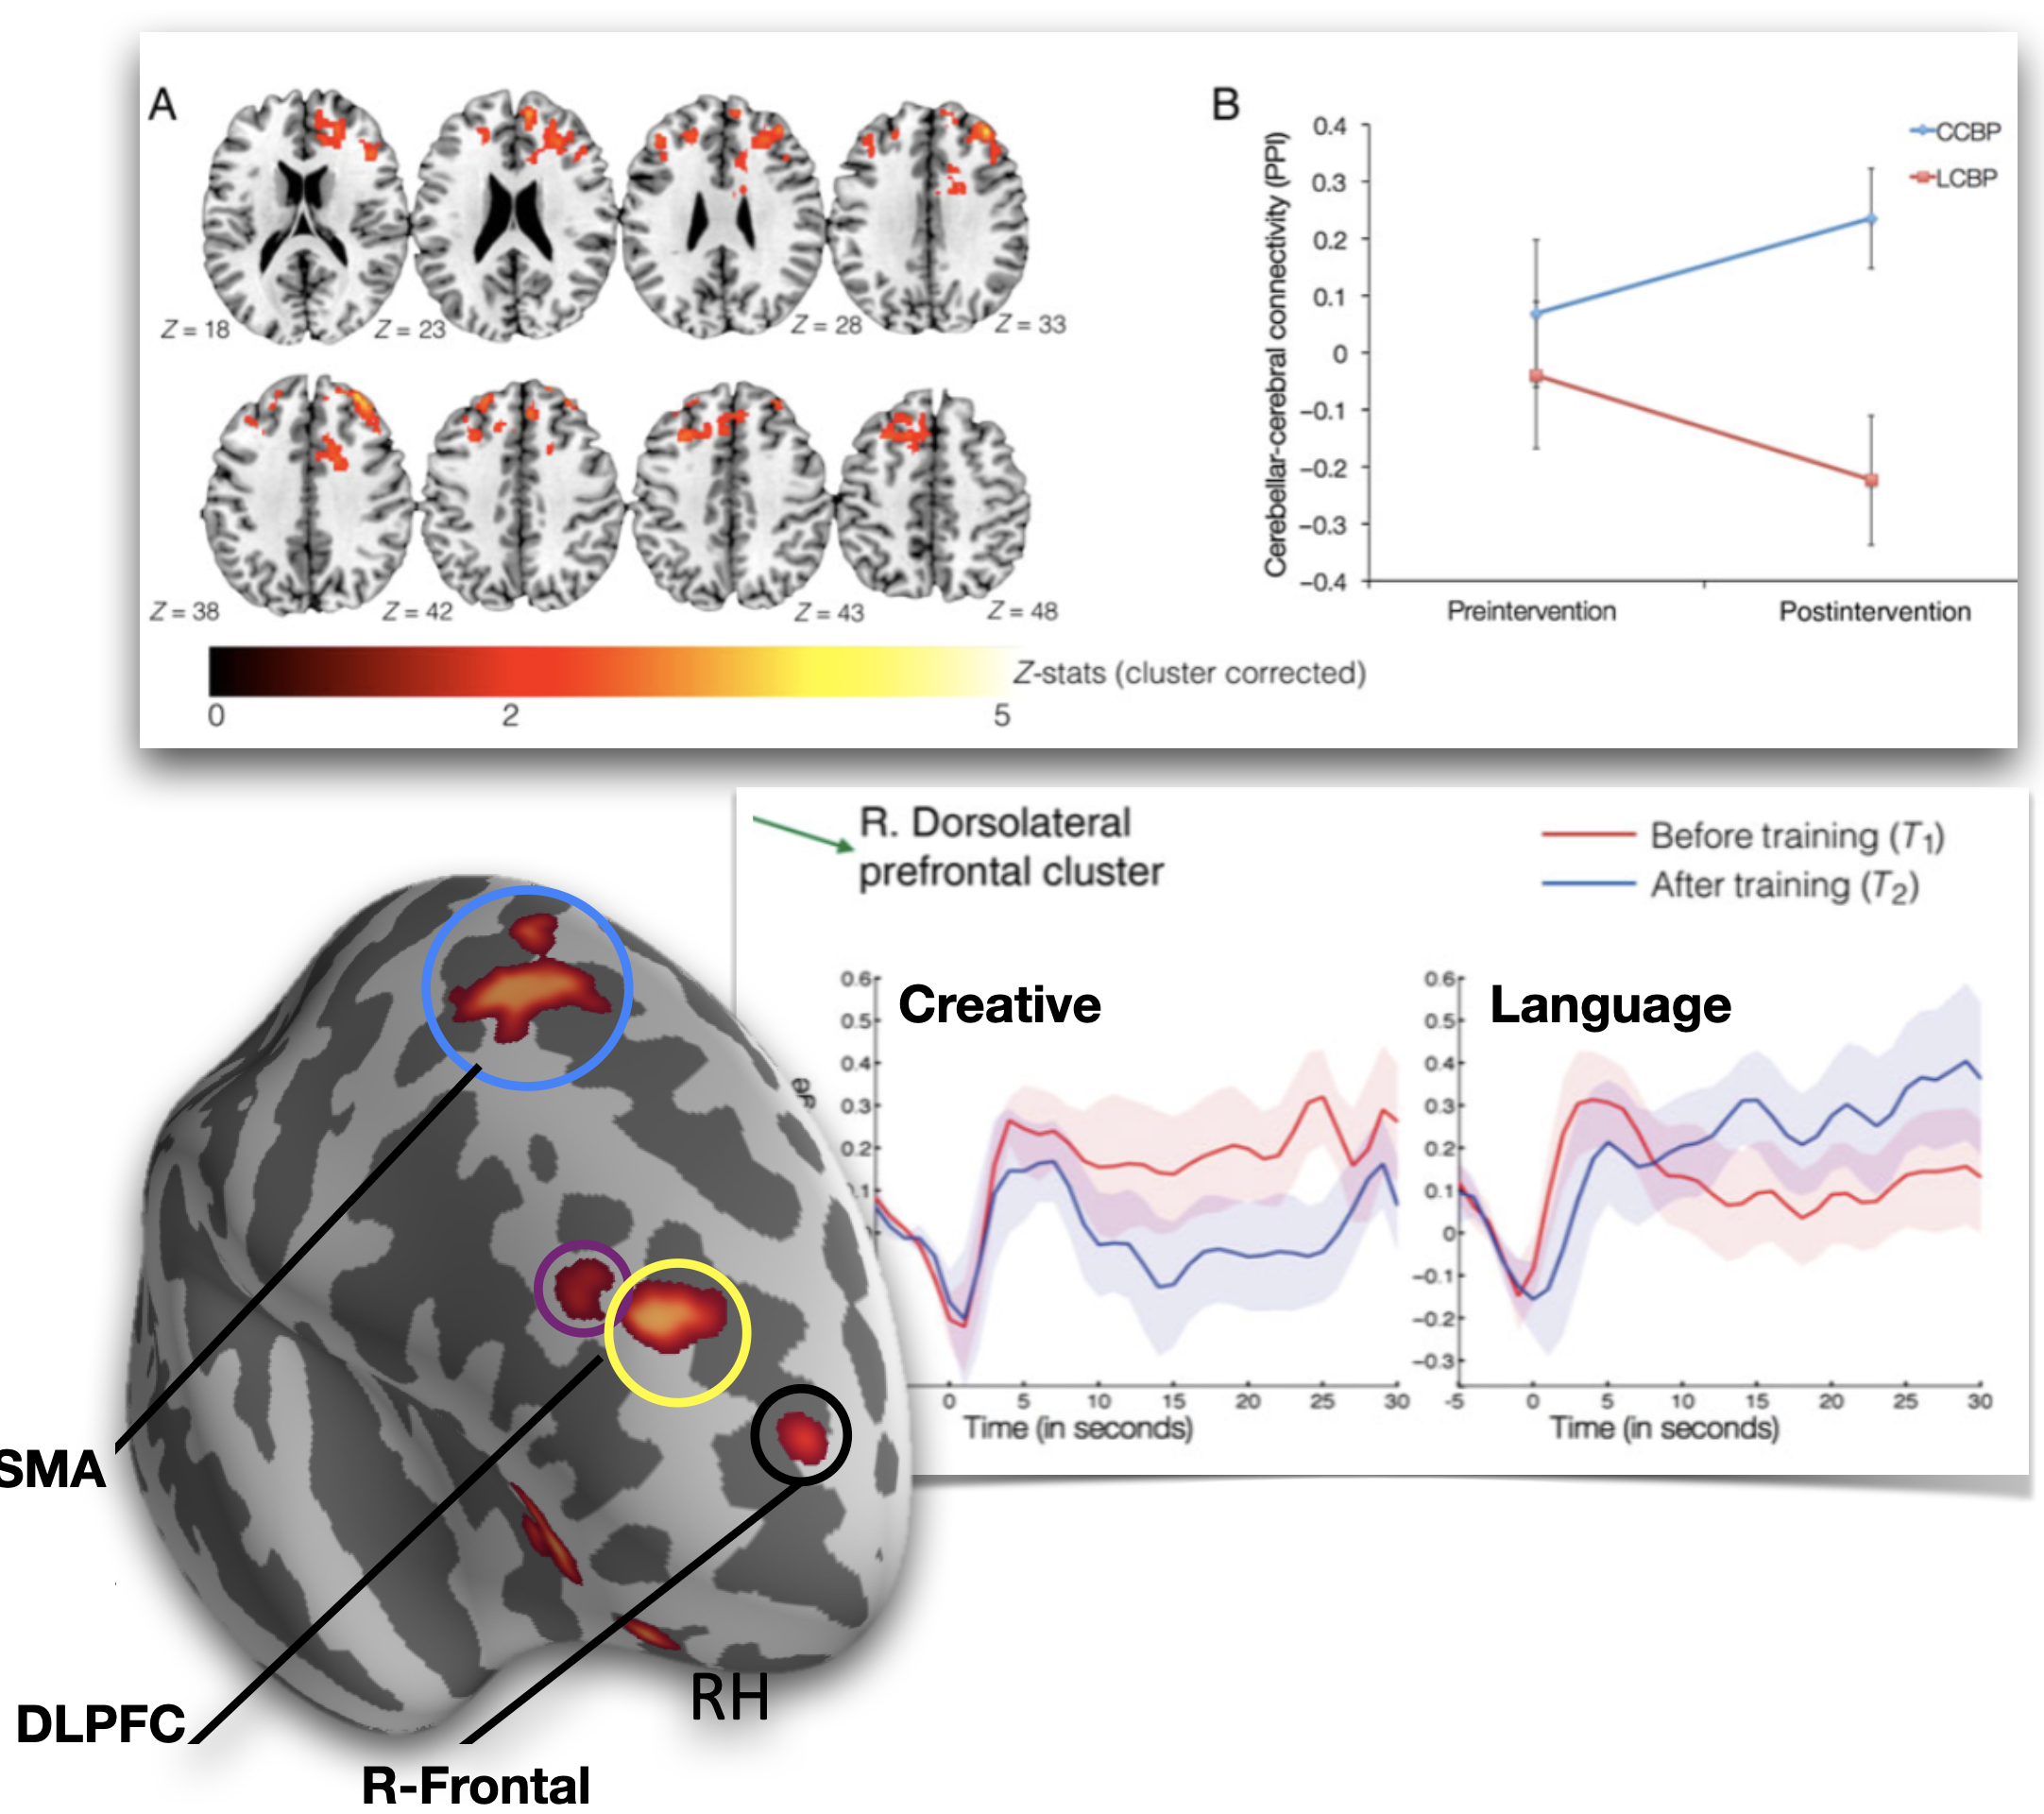 A
Z = 18
Z = 23
Z = 28
Z = 33
Z = 38
Z = 42
Z = 43
Z = 48
Z-stats (cluster corrected)
0 2 5
B
Cerebellar-cerebral connectivity (PPI)
0.4
0.3
0.2
0.1
0
−0.1
−0.2
−0.3
−0.4
Preintervention Postintervention
CCBP
LCBP
R. Dorsolateral
prefrontal cluster
Before training (T1)
After training (T2)
Creative
0.6
0.5
0.4
0.3
0.2
0 5 10 15 20 25 30
Time (in seconds)
Language
0.6
0.5
0.4
0.3
0.2
0.1
0
−0.1
−0.2
−0.3
-5 0 5 10 15 20 25 30
Time (in seconds)
SMA
DLPFC
R-Frontal
RH